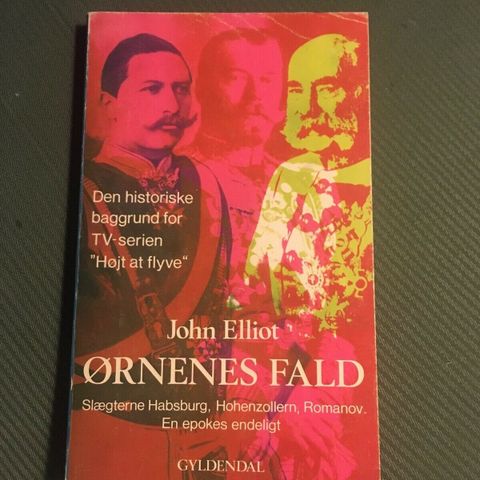 Den historiske
baggrund for
TV-serien
"Højt at flyve"
John Elliot
ØRNENES FALD
Slægterne Habsburg, Hohenzollern, Romanov.
En epokes endeligt
GYLDENDAL